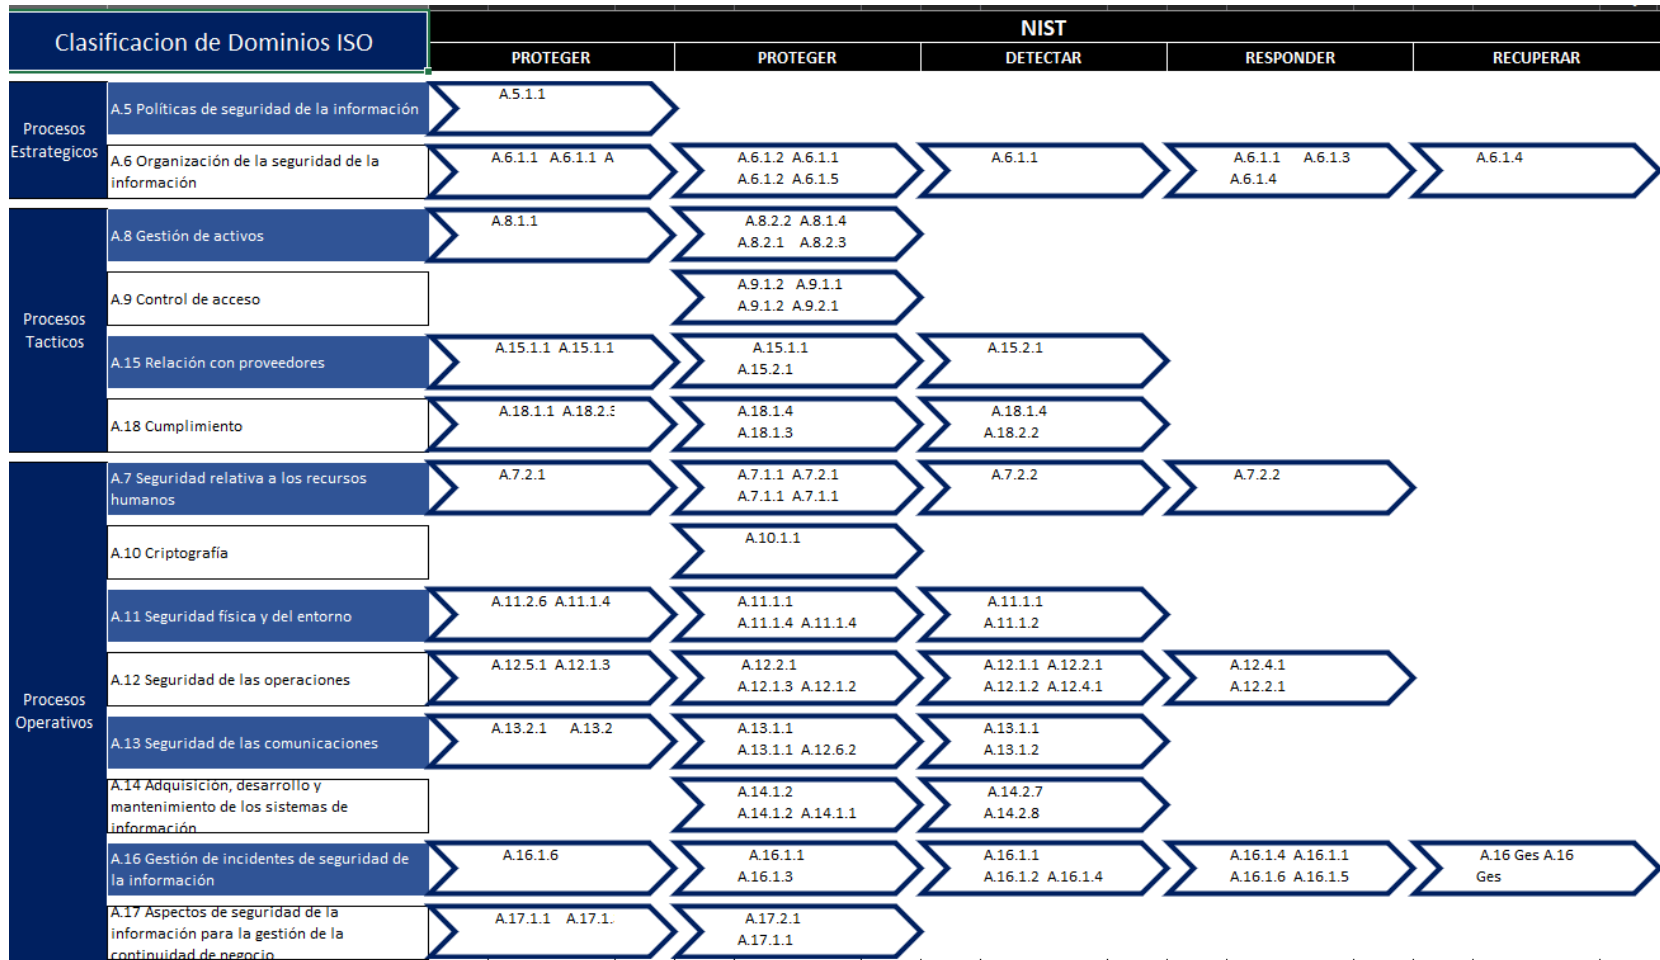 Clasificacion de Dominios ISO
NIST
PROTEGER PROTEGER DETECTAR RESPONDER RECUPERAR
Procesos
Estrategicos
A.5 Políticas de seguridad de la información
A.5.1.1
A.6 Organización de la seguridad de la
información
A.6.1.1 A.6.1.1 A
A.6.1.2 A.6.1.1
A.6.1.2 A.6.1.5
A.6.1.1
A.6.1.1 A.6.1.3
A.6.1.4
A.6.1.4
Procesos
Tacticos
A.8 Gestión de activos
A.8.1.1
A.8.2.2 A.8.1.4
A.8.2.1 A.8.2.3
A.9 Control de acceso
A.9.1.2 A.9.1.1
A.9.1.2 A.9.2.1
A.15 Relación con proveedores
A.15.1.1 A.15.1.1
A.15.1.1
A.15.2.1
A.15.2.1
A.18 Cumplimiento
A.18.1.1 A.18.2.3
A.18.1.4
A.18.1.3
A.18.1.4
A.18.2.2
Procesos
Operativos
A.7 Seguridad relativa a los recursos
humanos
A.7.2.1
A.7.1.1 A.7.2.1
A.7.1.1 A.7.1.1
A.7.2.2
A.7.2.2
A.10 Criptografía
A.10.1.1
A.11 Seguridad física y del entorno
A.11.2.6 A.11.1.4
A.11.1.1
A.11.1.4 A.11.1.4
A.11.1.1
A.11.1.2
A.12 Seguridad de las operaciones
A.12.5.1 A.12.1.3
A.12.2.1
A.12.1.3 A.12.1.2
A.12.1.1 A.12.2.1
A.12.1.2 A.12.4.1
A.12.4.1
A.12.2.1
A.13 Seguridad de las comunicaciones
A.13.2.1 A.13.2
A.13.1.1
A.13.1.1 A.12.6.2
A.13.1.1
A.13.1.2
A.14 Adquisición, desarrollo y
mantenimiento de los sistemas de
información
A.14.1.2
A.14.1.2 A.14.1.1
A.14.2.7
A.14.2.8
A.16 Gestión de incidentes de seguridad de
la información
A.16.1.6
A.16.1.1
A.16.1.3
A.16.1.1
A.16.1.2 A.16.1.4
A.16.1.4 A.16.1.1
A.16.1.6 A.16.1.5
A.16 Ges A.16
Ges
A.17 Aspectos de seguridad de la
información para la gestión de la
continuidad de negocio
A.17.1.1 A.17.1.
A.17.2.1
A.17.1.1